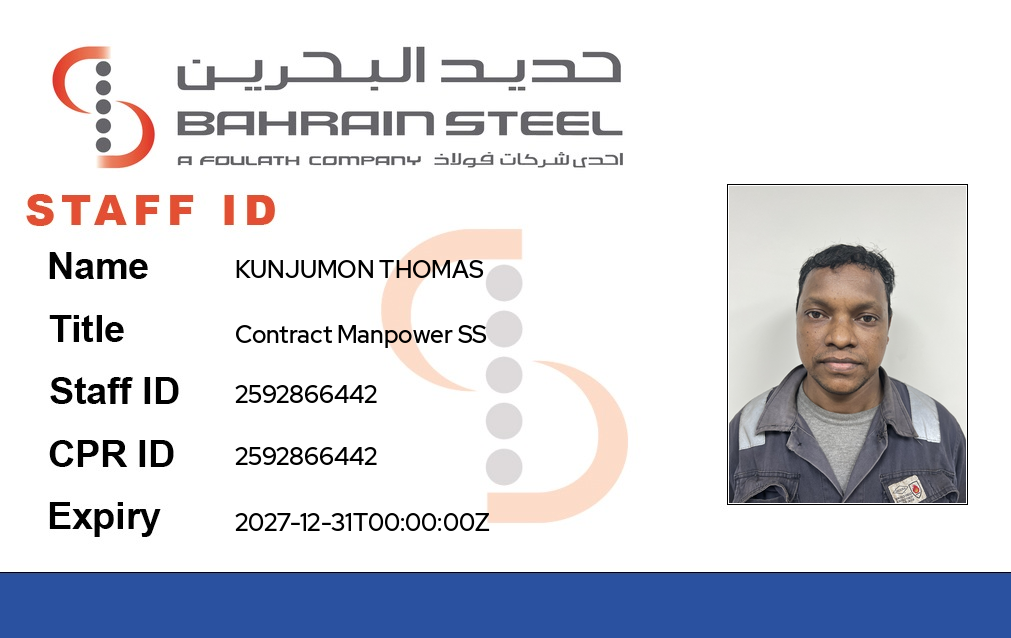 حديد البحرين
BAHRAIN STEEL
A FOULATH COMPANY احدى شركات فولاذ
STAFF ID
Name KUNJUMON THOMAS
Title Contract Manpower SS
Staff ID 2592866442
CPR ID 2592866442
Expiry 2027-12-31T00:00:00Z